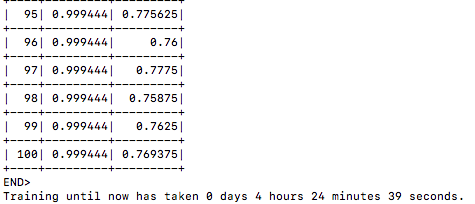 +----+--------+---------+
|  95|0.999444|0.775625|
+----+--------+---------+
|  96|0.999444|    0.76|
+----+--------+---------+
|  97|0.999444|  0.7775|
+----+--------+---------+
|  98|0.999444| 0.75875|
+----+--------+---------+
|  99|0.999444|  0.7625|
+----+--------+---------+
| 100|0.999444|0.769375|
+----+--------+---------+
END>
Training until now has taken 0 days 4 hours 24 minutes 39 seconds.